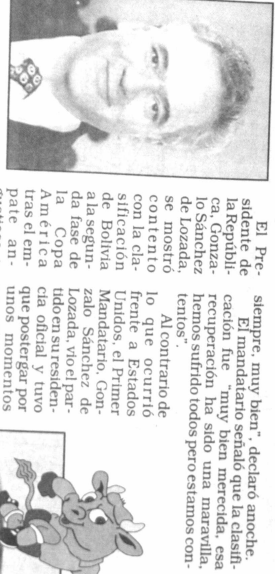 El Pre-
sidente de
la Repúbli-
ca, Gonza-
lo Sánchez
de Lozada,
se mostró
contento
con la cla-
sificación
de Bolivia
a la segun-
da fase de
la Copa
América
tras el em-
pate an-
siempre, muy bien", declaró anoche.
El mandatario señaló que la clasifi-
cación fue "muy bien merecida, esa
recuperación ha sido una maravilla,
hemos sufrido todos pero estamos con-
tentos".
Al contrario de
lo que ocurrió
frente a Estados
Unidos, el Primer
Mandatario, Gon-
zalo Sánchez de
Lozada, vio el par-
tido en su residen-
cia oficial y tuvo
que postergar por
unos momentos